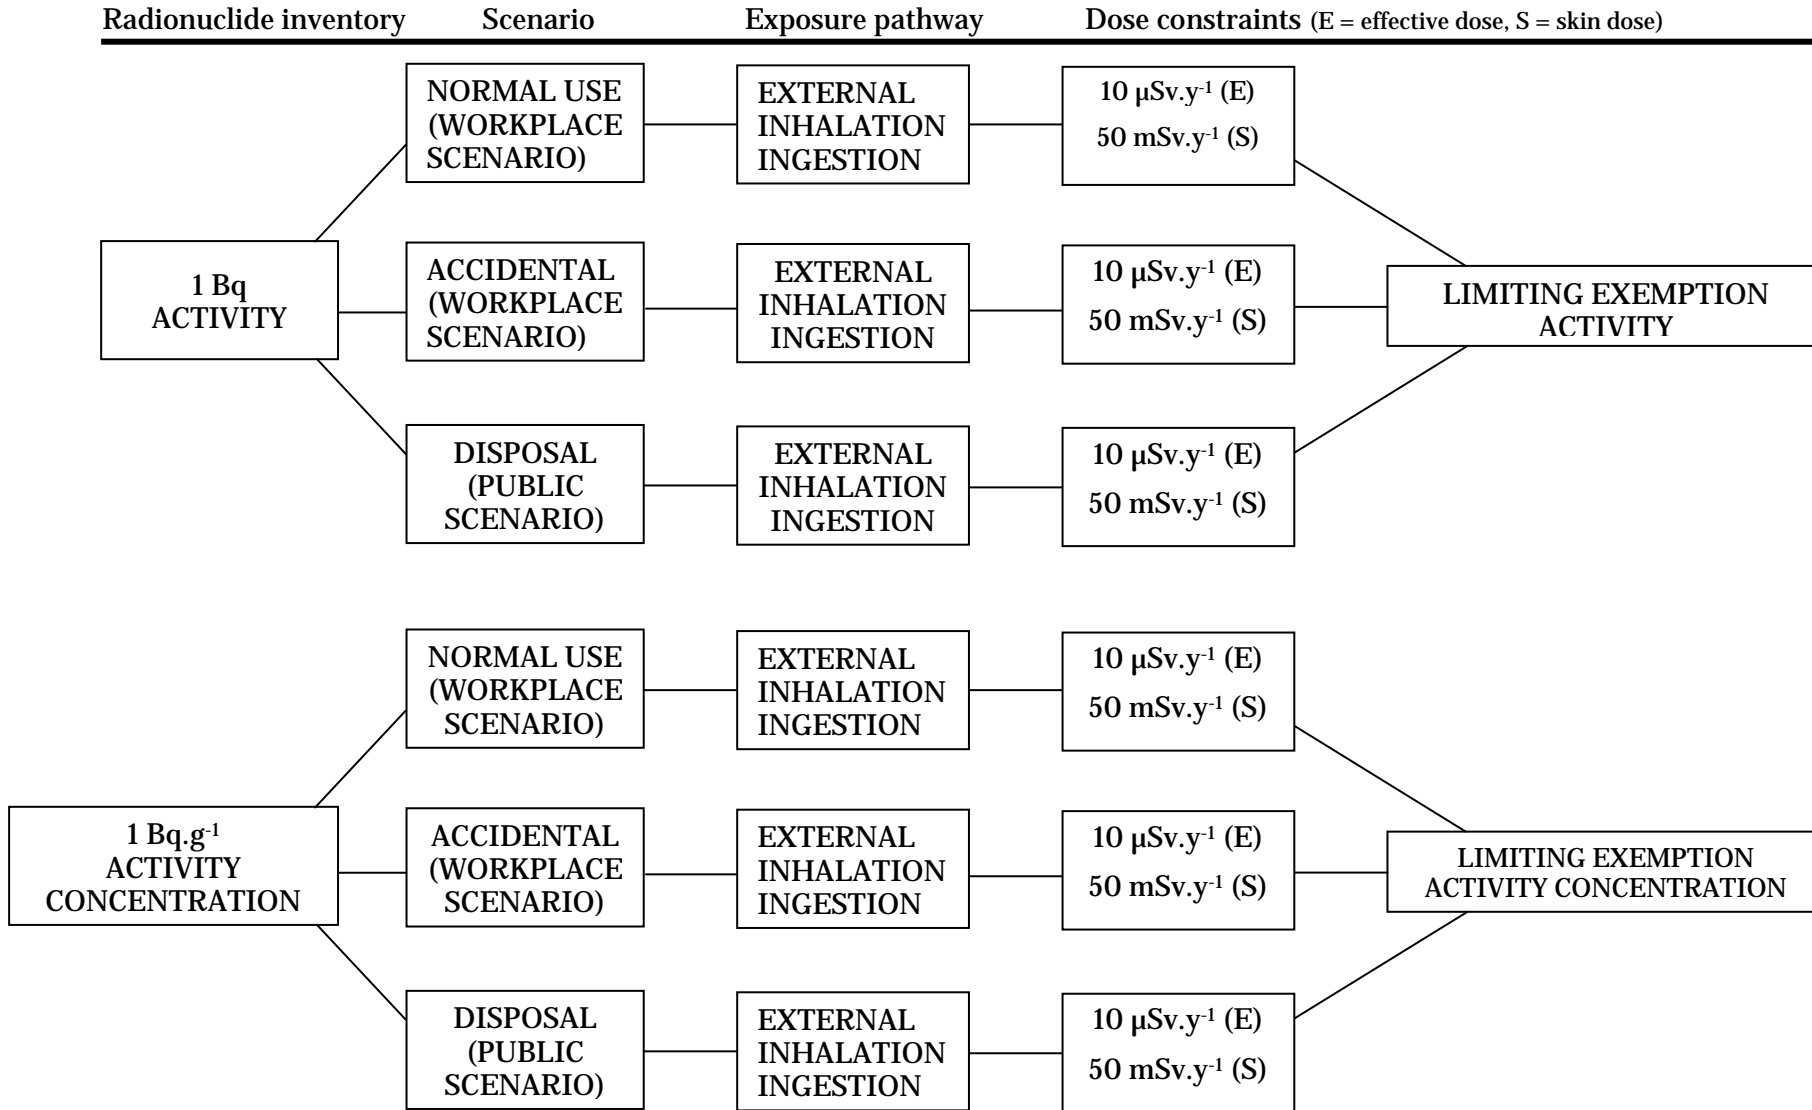 Radionuclide inventory Scenario Exposure pathway Dose constraints (E = effective dose, S = skin dose)
NORMAL USE
(WORKPLACE
SCENARIO)
EXTERNAL
INHALATION
INGESTION
10 µSv.y⁻¹ (E)
50 mSv.y⁻¹ (S)
1 Bq
ACTIVITY
ACCIDENTAL
(WORKPLACE
SCENARIO)
EXTERNAL
INHALATION
INGESTION
10 µSv.y⁻¹ (E)
50 mSv.y⁻¹ (S)
LIMITING EXEMPTION
ACTIVITY
DISPOSAL
(PUBLIC
SCENARIO)
EXTERNAL
INHALATION
INGESTION
10 µSv.y⁻¹ (E)
50 mSv.y⁻¹ (S)
NORMAL USE
(WORKPLACE
SCENARIO)
EXTERNAL
INHALATION
INGESTION
10 µSv.y⁻¹ (E)
50 mSv.y⁻¹ (S)
1 Bq.g⁻¹
ACTIVITY
CONCENTRATION
ACCIDENTAL
(WORKPLACE
SCENARIO)
EXTERNAL
INHALATION
INGESTION
10 µSv.y⁻¹ (E)
50 mSv.y⁻¹ (S)
LIMITING EXEMPTION
ACTIVITY CONCENTRATION
DISPOSAL
(PUBLIC
SCENARIO)
EXTERNAL
INHALATION
INGESTION
10 µSv.y⁻¹ (E)
50 mSv.y⁻¹ (S)